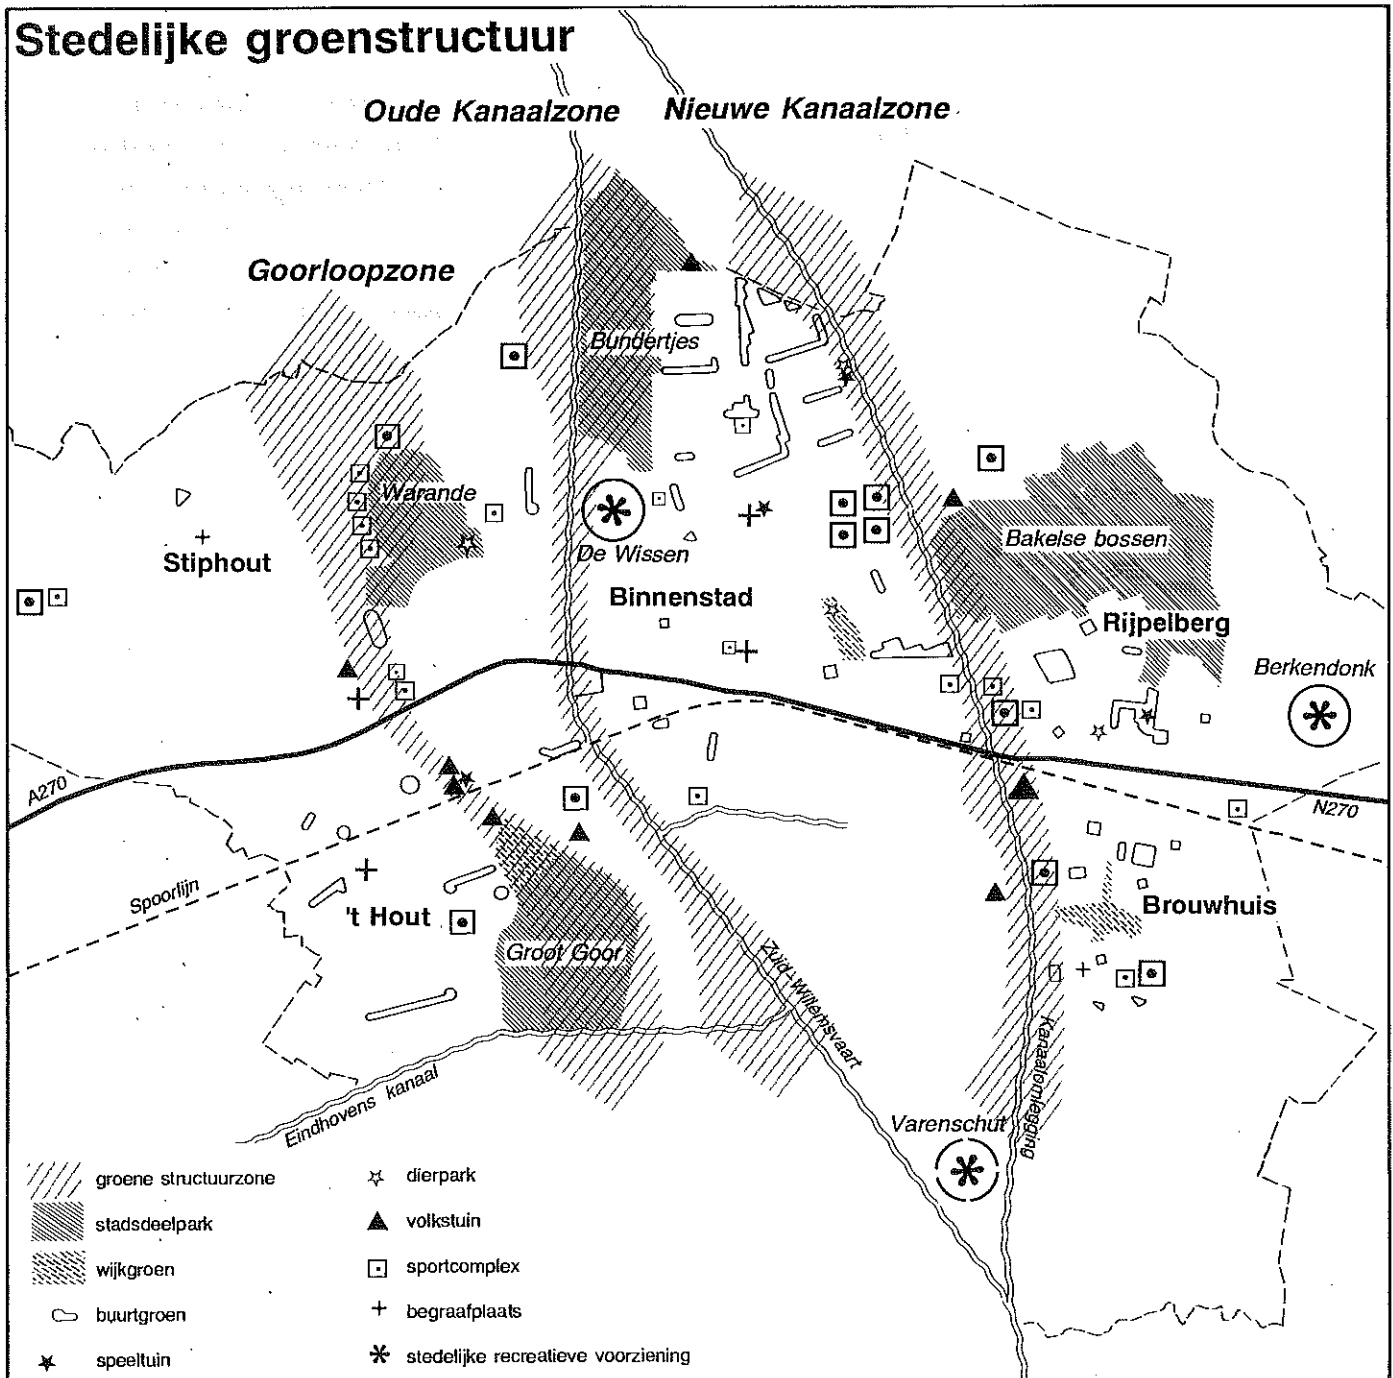 Stedelijke groenstructuur
Oude Kanaalzone
Nieuwe Kanaalzone
Goorloopzone
Bundertjes
Warande
Stiphout
De Wissen
Binnenstad
Bakelse bossen
Rijpelberg
Berkendonk
A270
N270
Spoorlijn
't Hout
Brouwhuis
Groot Goor
Zuid-Willemsvaart
Kanaalomlegging
Eindhovens kanaal
Varenschut
groene structuurzone
stadsdeelpark
wijkgroen
buurtgroen
speeltuin
dierpark
volkstuin
sportcomplex
begraafplaats
stedelijke recreatieve voorziening